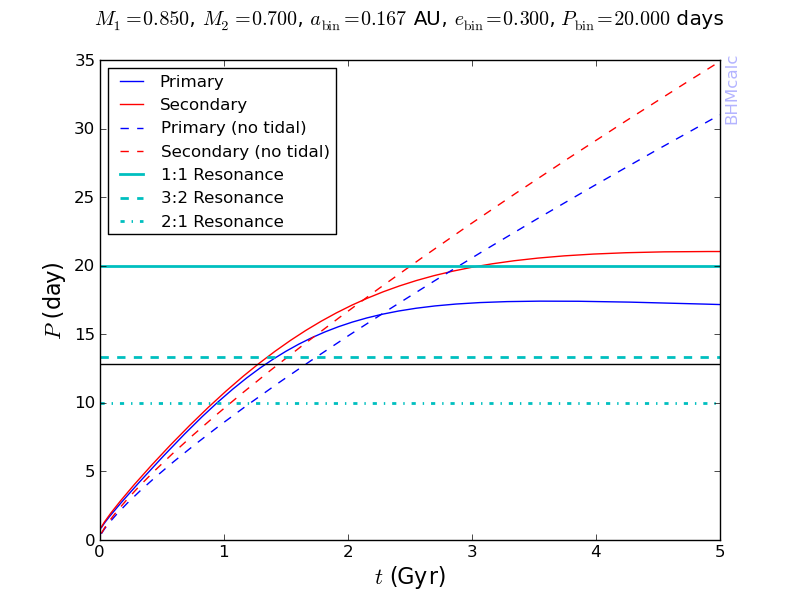 M₁ =0.850, M₂ =0.700, a_bin=0.167 AU, e_bin=0.300, P_bin=20.000 days
BHMcalc
Primary
Secondary
Primary (no tidal)
Secondary (no tidal)
1:1 Resonance
3:2 Resonance
2:1 Resonance
35
30
25
20
15
10
5
0
P (day)
0 1 2 3 4 5
t (Gyr)